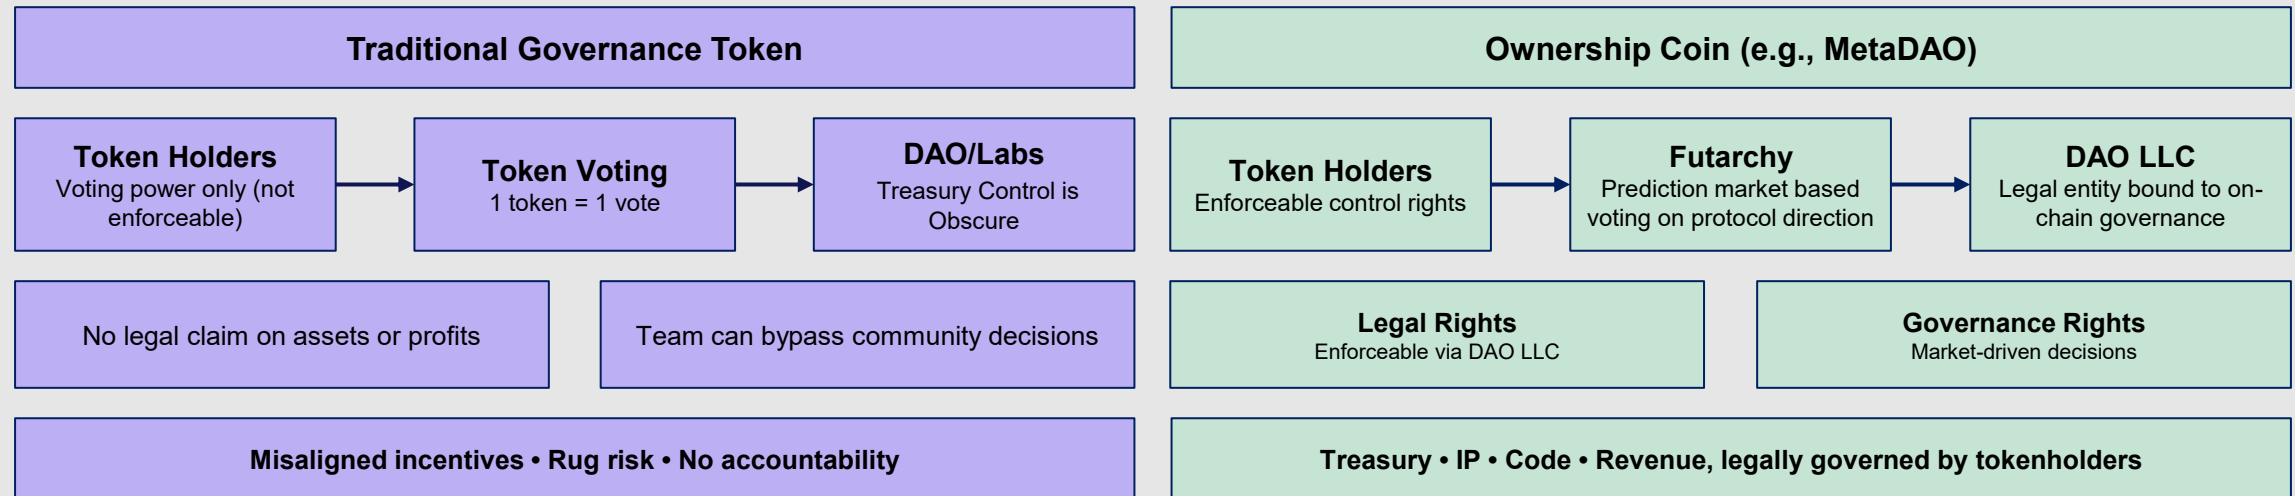 Traditional Governance Token
Token Holders
Voting power only (not
enforceable)
Token Voting
1 token = 1 vote
DAO/Labs
Treasury Control is
Obscure
No legal claim on assets or profits
Team can bypass community decisions
Misaligned incentives • Rug risk • No accountability
Ownership Coin (e.g., MetaDAO)
Token Holders
Enforceable control rights
Futarchy
Prediction market based
voting on protocol direction
DAO LLC
Legal entity bound to on-
chain governance
Legal Rights
Enforceable via DAO LLC
Governance Rights
Market-driven decisions
Treasury • IP • Code • Revenue, legally governed by tokenholders